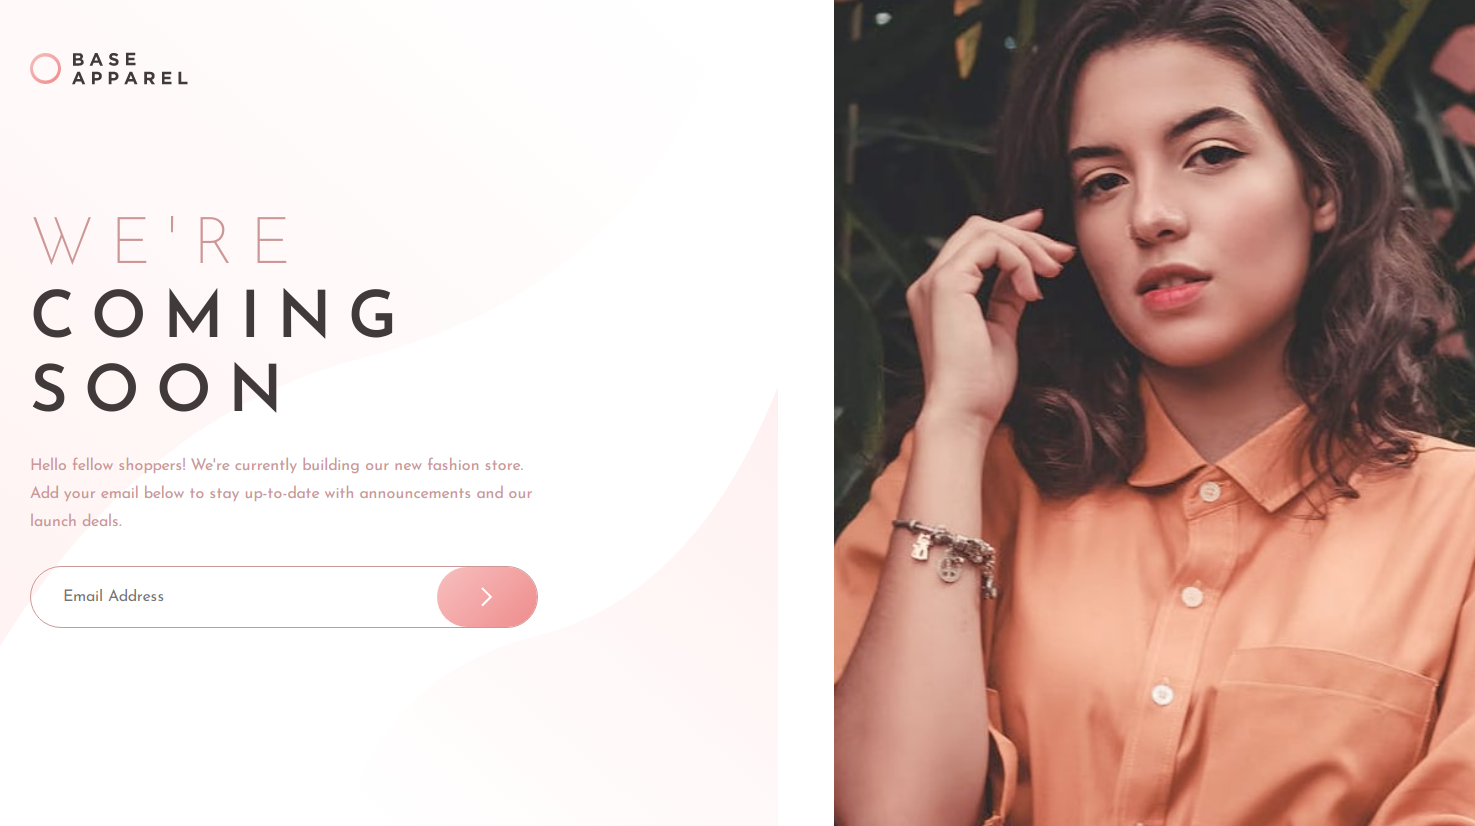 BASE
APPAREL
WE'RE
COMING
SOON
Hello fellow shoppers! We're currently building our new fashion store.
Add your email below to stay up-to-date with announcements and our
launch deals.
Email Address